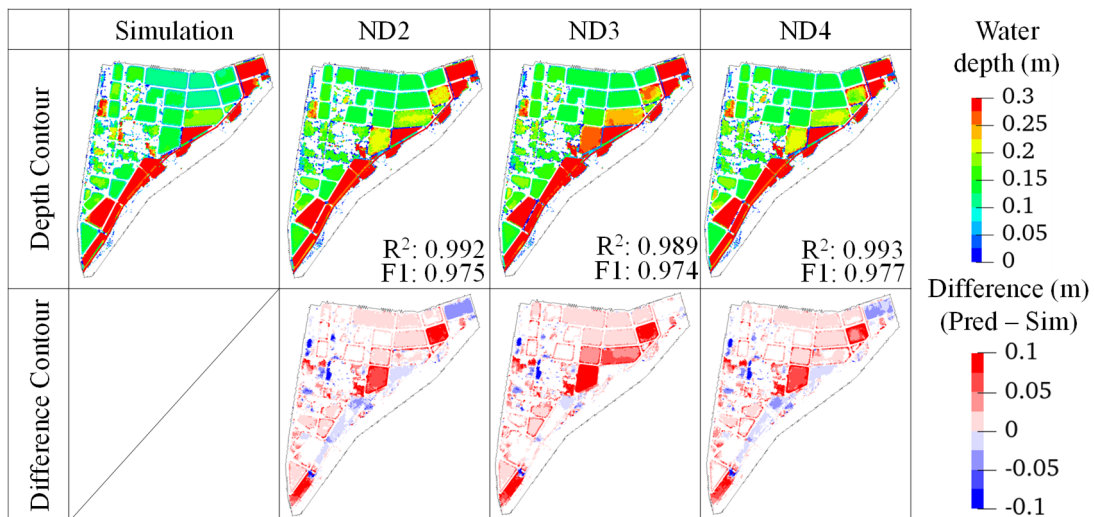 Simulation
ND2
ND3
ND4
Water
depth (m)
0.3
0.25
0.2
0.15
0.1
0.05
0
Depth Contour
R²: 0.992
F1: 0.975
R²: 0.989
F1: 0.974
R²: 0.993
F1: 0.977
Difference Contour
Difference (m)
(Pred – Sim)
0.1
0.05
0
-0.05
-0.1